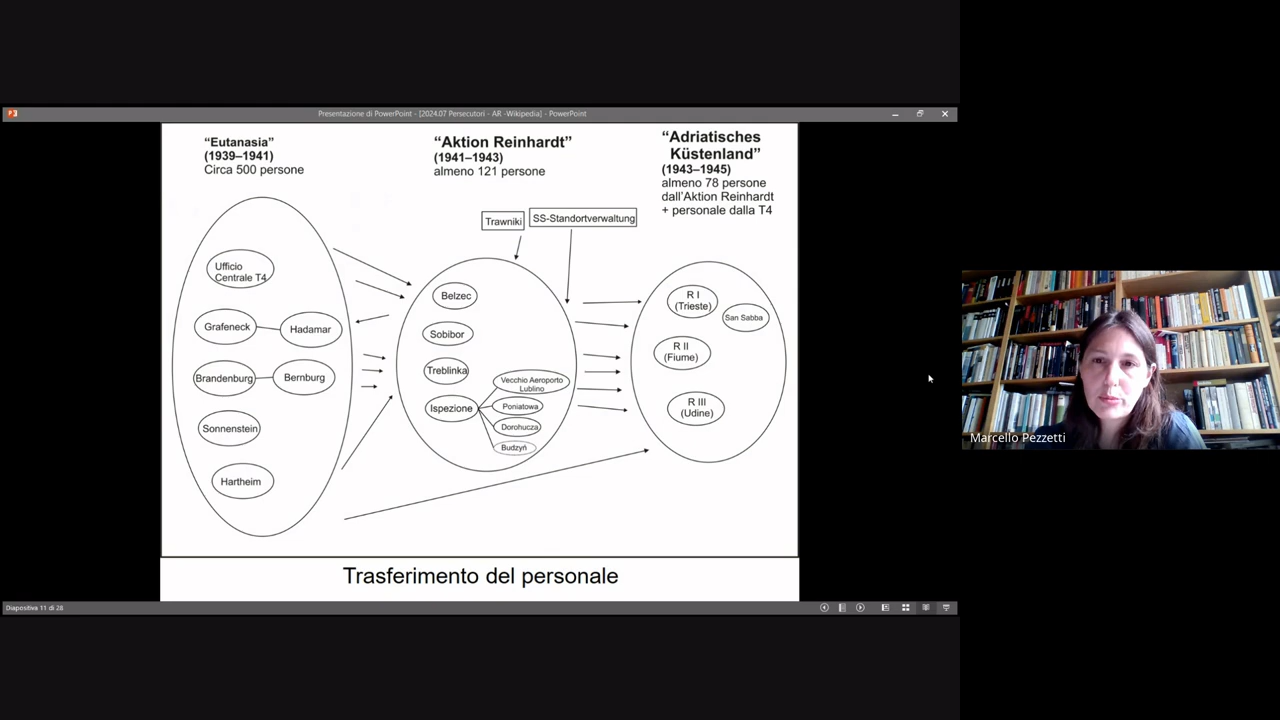 Presentazione di PowerPoint - [2024.07 Persecutori - AR -Wikipedia] - PowerPoint
“Eutanasia”
(1939–1941)
Circa 500 persone
“Aktion Reinhardt”
(1941–1943)
almeno 121 persone
“Adriatisches
Küstenland”
(1943–1945)
almeno 78 persone
dall’Aktion Reinhardt
+ personale dalla T4
Trawniki
SS-Standortverwaltung
Ufficio
Centrale T4
Grafeneck
Hadamar
Brandenburg
Bernburg
Sonnenstein
Hartheim
Belzec
Sobibor
Treblinka
Ispezione
Vecchio Aeroporto
Lublino
Poniatowa
Dorohucza
Budzyń
R I
(Trieste)
San Sabba
R II
(Fiume)
R III
(Udine)
Trasferimento del personale
Diapositiva 11 di 28
Marcello Pezzetti